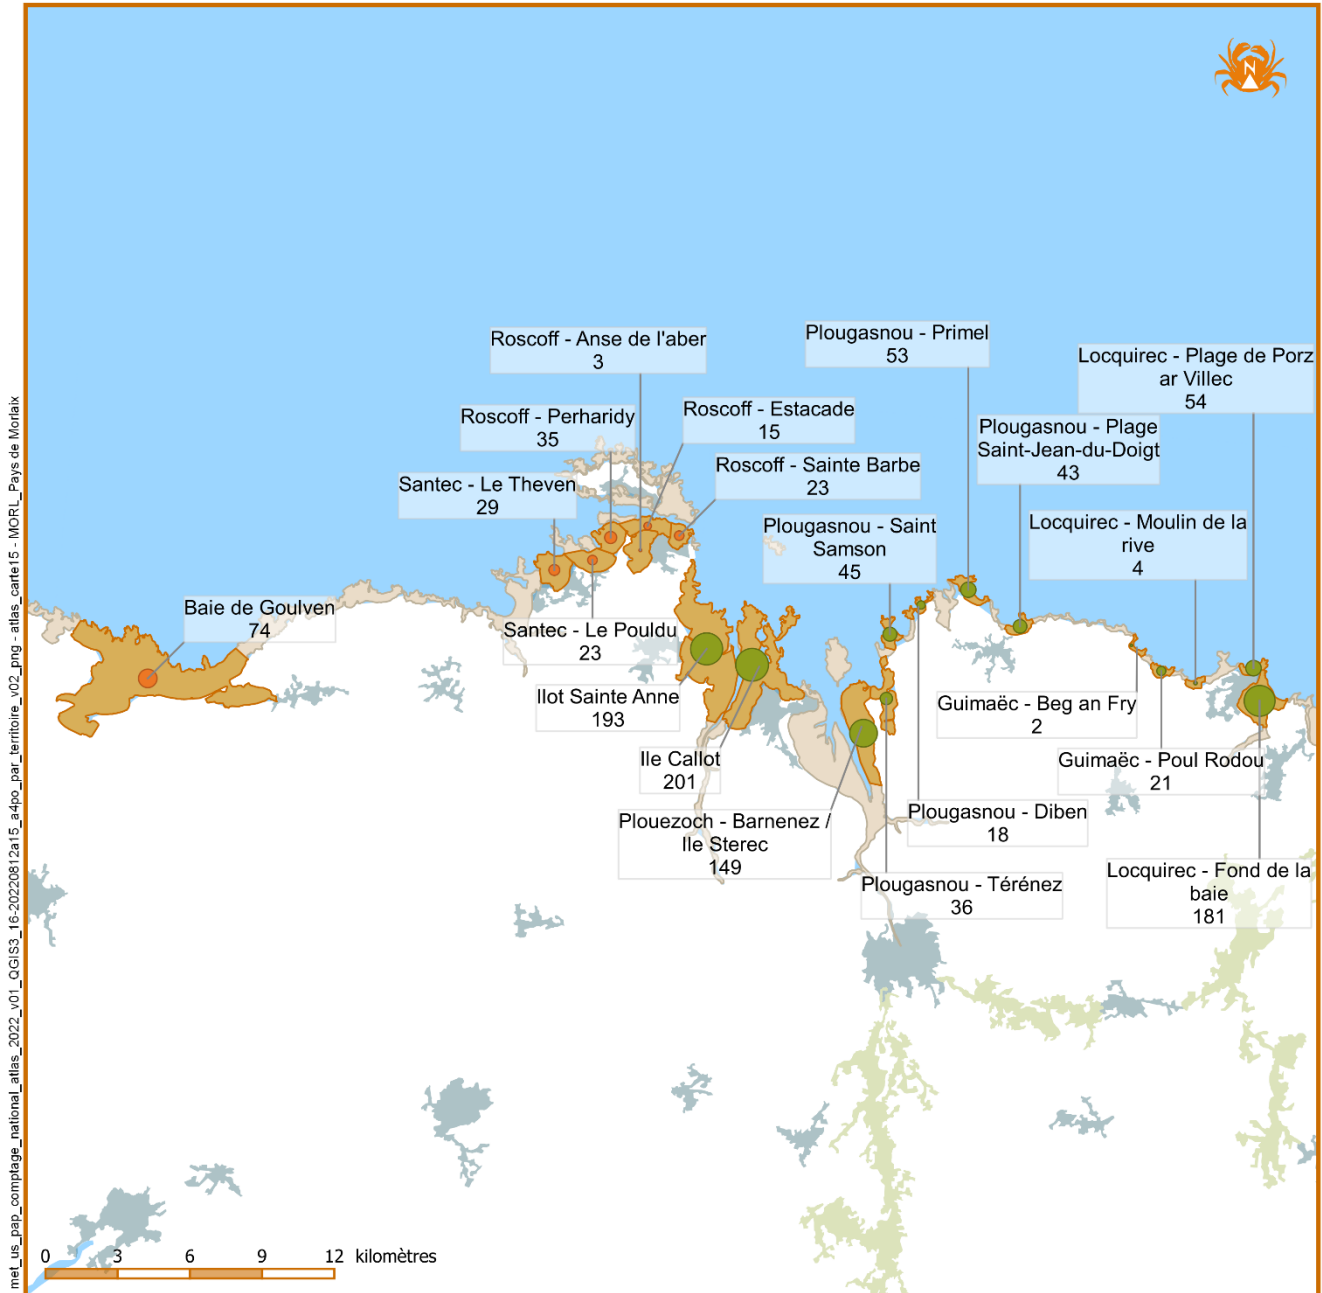 N
Roscoff - Anse de l'aber
3
Plougasnou - Primel
53
Locquirec - Plage de Porz
ar Villec
54
Roscoff - Perharidy
35
Roscoff - Estacade
15
Plougasnou - Plage
Saint-Jean-du-Doigt
43
Santec - Le Theven
29
Roscoff - Sainte Barbe
23
Plougasnou - Saint
Samson
45
Locquirec - Moulin de la
rive
4
Baie de Goulven
74
Santec - Le Pouldu
23
Ilot Sainte Anne
193
Guimaëc - Beg an Fry
2
Ile Callot
201
Guimaëc - Poul Rodou
21
Plouezoch - Barnenez /
Ile Sterec
149
Plougasnou - Diben
18
Plougasnou - Térénez
36
Locquirec - Fond de la
baie
181
0 3 6 9 12 kilomètres
met_us_pap_comptage_national_atlas_2022_v01_QGIS3_16-20220812a15_a4po_par_territoire_v02_png - atlas_carte15 - MORL_Pays de Morlaix